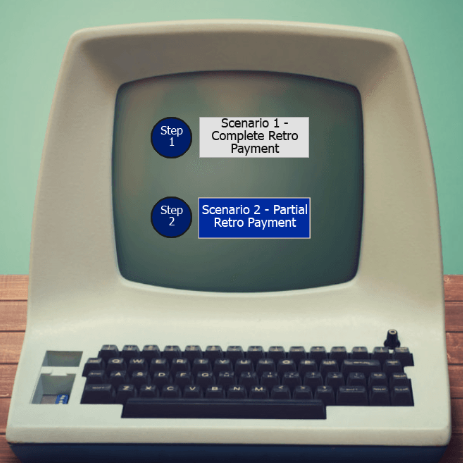 Step
1
Scenario 1 -
Complete Retro
Payment
Step
2
Scenario 2 - Partial
Retro Payment
Q W E R T Y U I O P
A S D F G H J K L
Z X C V B N M